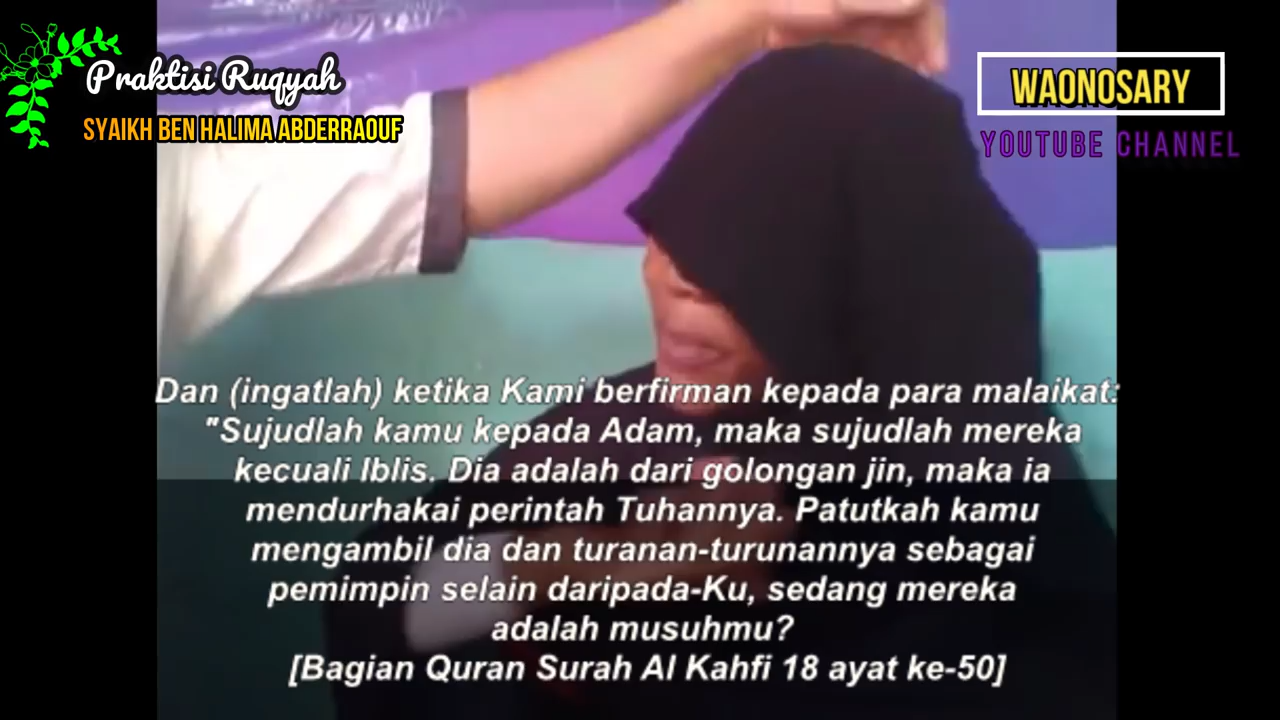 Praktisi Ruqyah
SYAIKH BEN HALIMA ABDERRAOUF
WAONOSARY
YOUTUBE CHANNEL
Dan (ingatlah) ketika Kami berfirman kepada para malaikat:
"Sujudlah kamu kepada Adam, maka sujudlah mereka
kecuali Iblis. Dia adalah dari golongan jin, maka ia
mendurhakai perintah Tuhannya. Patutkah kamu
mengambil dia dan turanan-turunannya sebagai
pemimpin selain daripada-Ku, sedang mereka
adalah musuhmu?
[Bagian Quran Surah Al Kahfi 18 ayat ke-50]